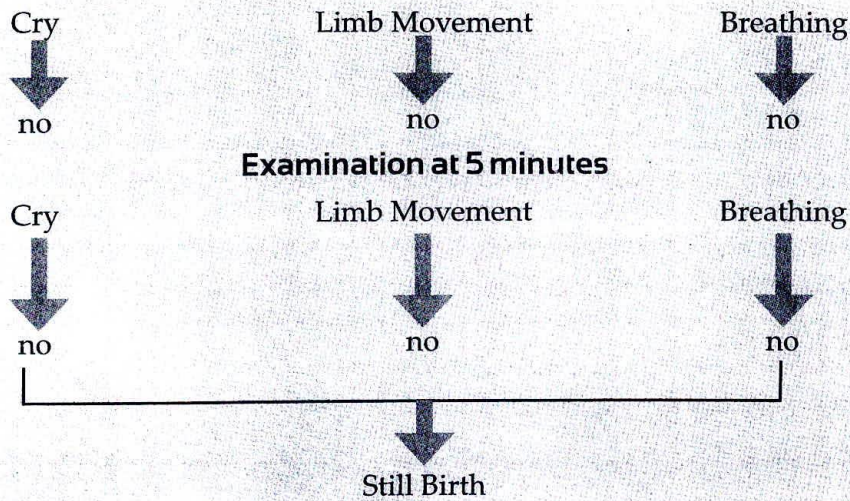 Cry Limb Movement Breathing
no no no
Examination at 5 minutes
Cry Limb Movement Breathing
no no no
Still Birth